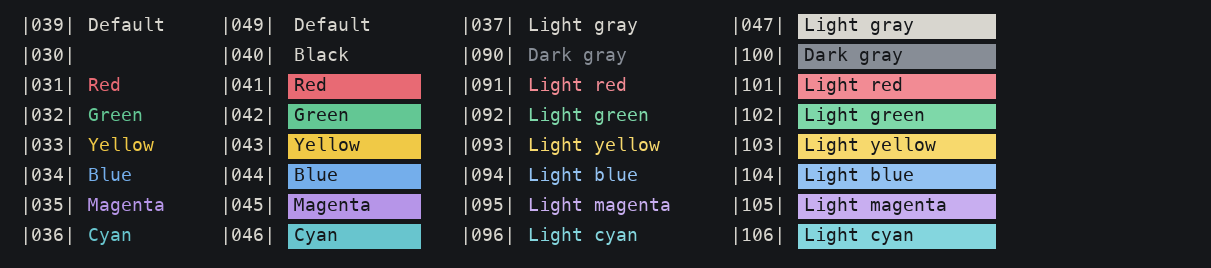 |039| Default |049| Default |037| Light gray |047| Light gray
|030| |040| Black |090| Dark gray |100| Dark gray
|031| Red |041| Red |091| Light red |101| Light red
|032| Green |042| Green |092| Light green |102| Light green
|033| Yellow |043| Yellow |093| Light yellow |103| Light yellow
|034| Blue |044| Blue |094| Light blue |104| Light blue
|035| Magenta |045| Magenta |095| Light magenta |105| Light magenta
|036| Cyan |046| Cyan |096| Light cyan |106| Light cyan